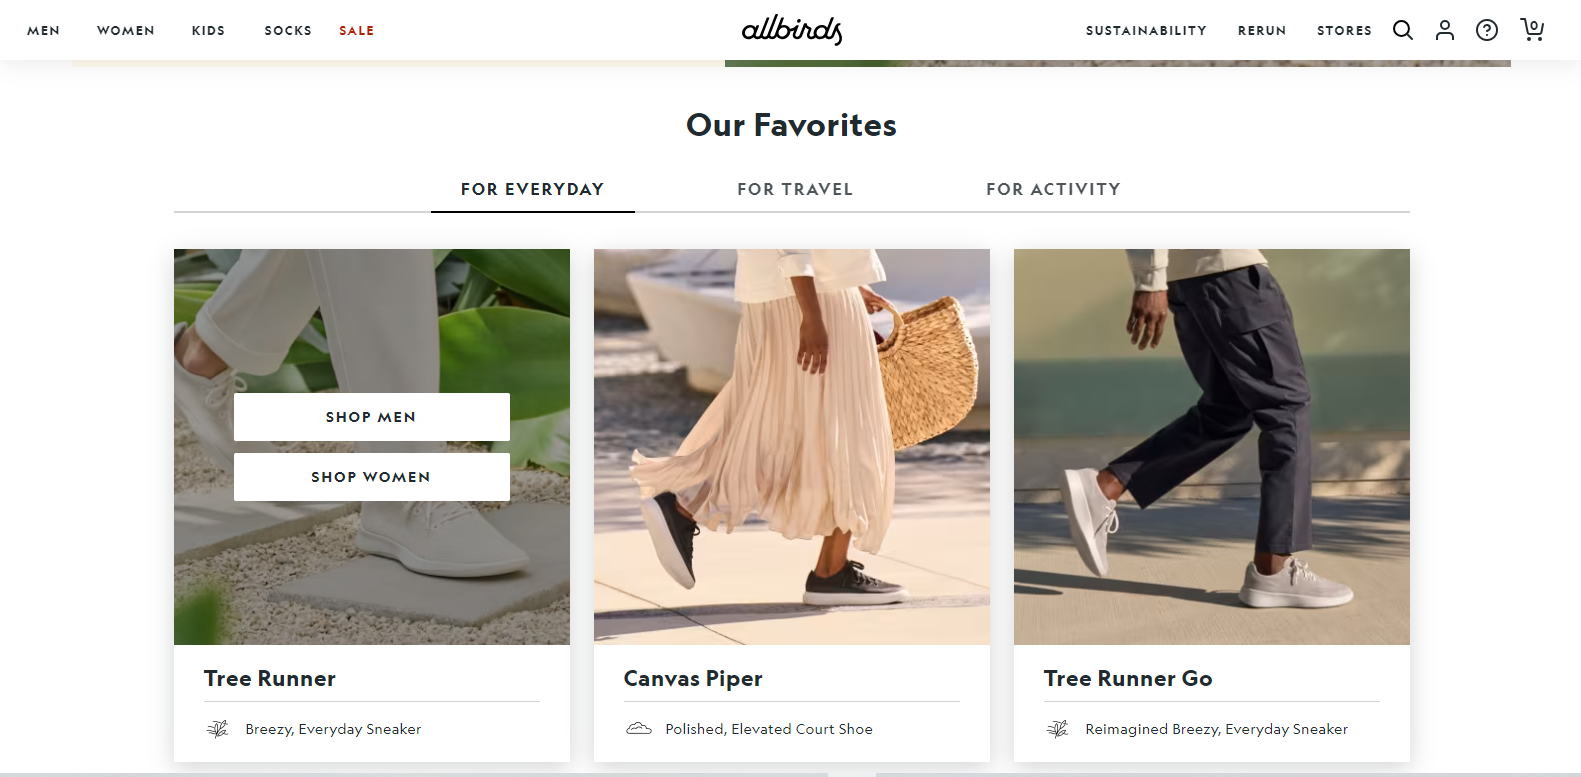 MEN WOMEN KIDS SOCKS SALE allbirds SUSTAINABILITY RERUN STORES 0
Our Favorites
FOR EVERYDAY FOR TRAVEL FOR ACTIVITY
SHOP MEN
SHOP WOMEN
Tree Runner
Breezy, Everyday Sneaker
Canvas Piper
Polished, Elevated Court Shoe
Tree Runner Go
Reimagined Breezy, Everyday Sneaker